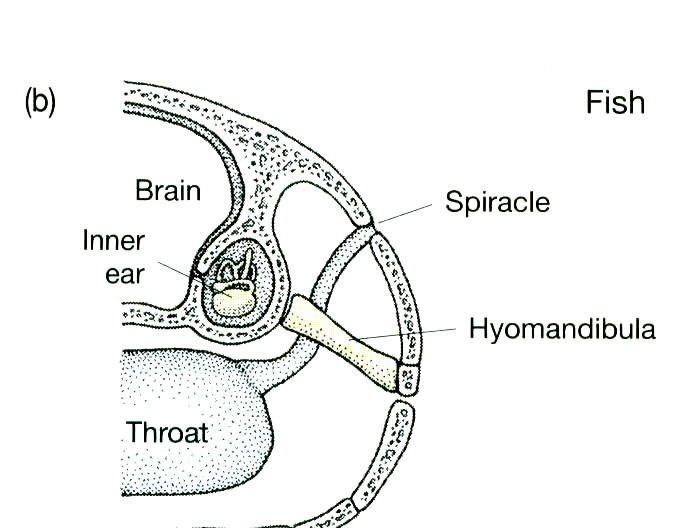 (b)
Fish
Brain
Spiracle
Inner
ear
Hyomandibula
Throat